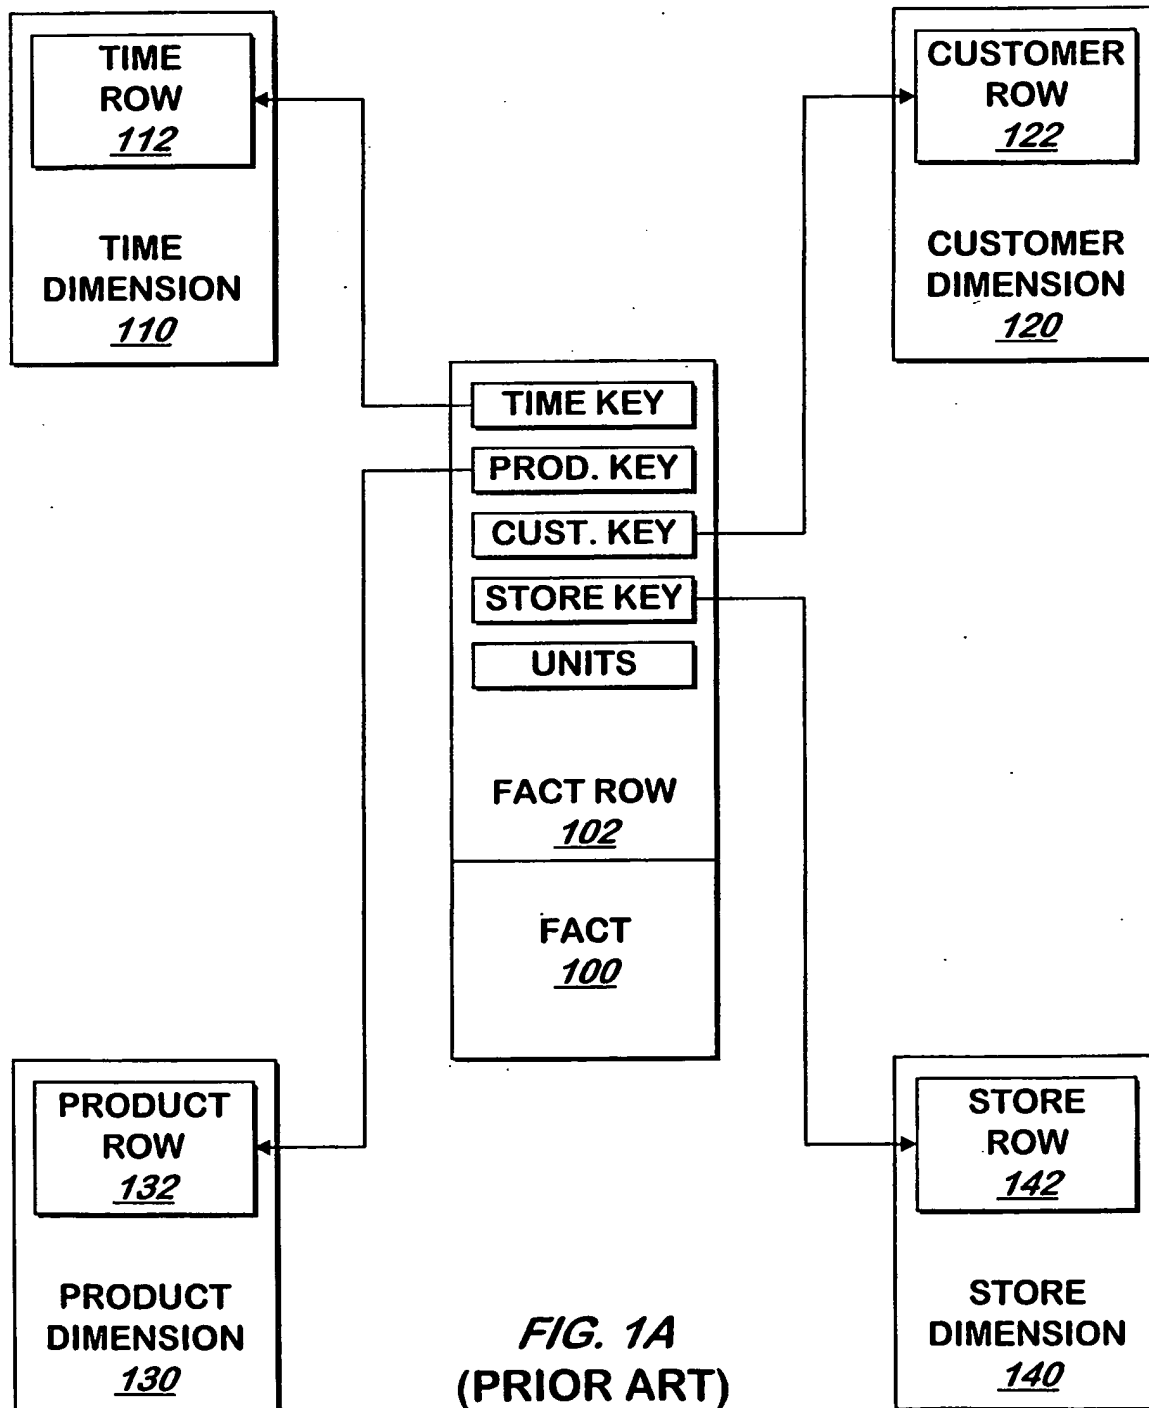 TIME
ROW
112
TIME
DIMENSION
110
CUSTOMER
ROW
122
CUSTOMER
DIMENSION
120
TIME KEY
PROD. KEY
CUST. KEY
STORE KEY
UNITS
FACT ROW
102
FACT
100
PRODUCT
ROW
132
PRODUCT
DIMENSION
130
STORE
ROW
142
STORE
DIMENSION
140
FIG. 1A
(PRIOR ART)